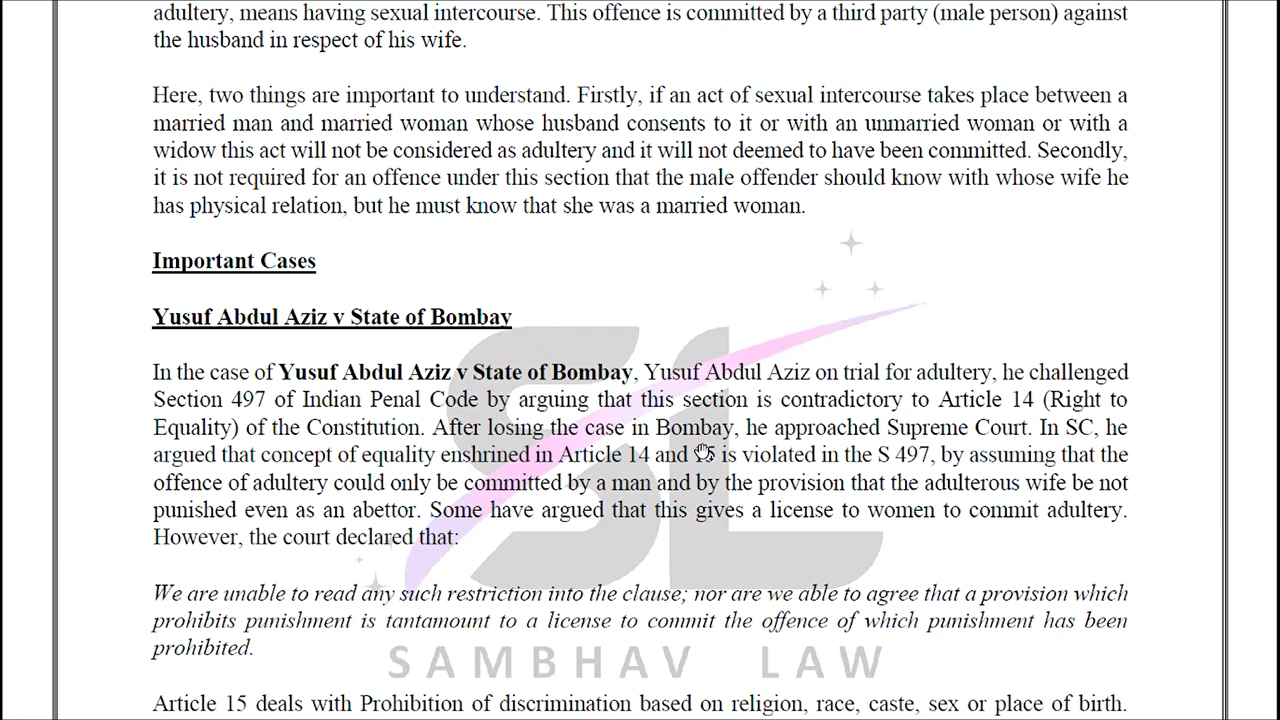 adultery, means having sexual intercourse. This offence is committed by a third party (male person) against
the husband in respect of his wife.
Here, two things are important to understand. Firstly, if an act of sexual intercourse takes place between a
married man and married woman whose husband consents to it or with an unmarried woman or with a
widow this act will not be considered as adultery and it will not deemed to have been committed. Secondly,
it is not required for an offence under this section that the male offender should know with whose wife he
has physical relation, but he must know that she was a married woman.
Important Cases
Yusuf Abdul Aziz v State of Bombay
In the case of Yusuf Abdul Aziz v State of Bombay, Yusuf Abdul Aziz on trial for adultery, he challenged
Section 497 of Indian Penal Code by arguing that this section is contradictory to Article 14 (Right to
Equality) of the Constitution. After losing the case in Bombay, he approached Supreme Court. In SC, he
argued that concept of equality enshrined in Article 14 and 15 is violated in the S 497, by assuming that the
offence of adultery could only be committed by a man and by the provision that the adulterous wife be not
punished even as an abettor. Some have argued that this gives a license to women to commit adultery.
However, the court declared that:
We are unable to read any such restriction into the clause; nor are we able to agree that a provision which
prohibits punishment is tantamount to a license to commit the offence of which punishment has been
prohibited.
SL
SAMBHAV LAW
Article 15 deals with Prohibition of discrimination based on religion, race, caste, sex or place of birth.